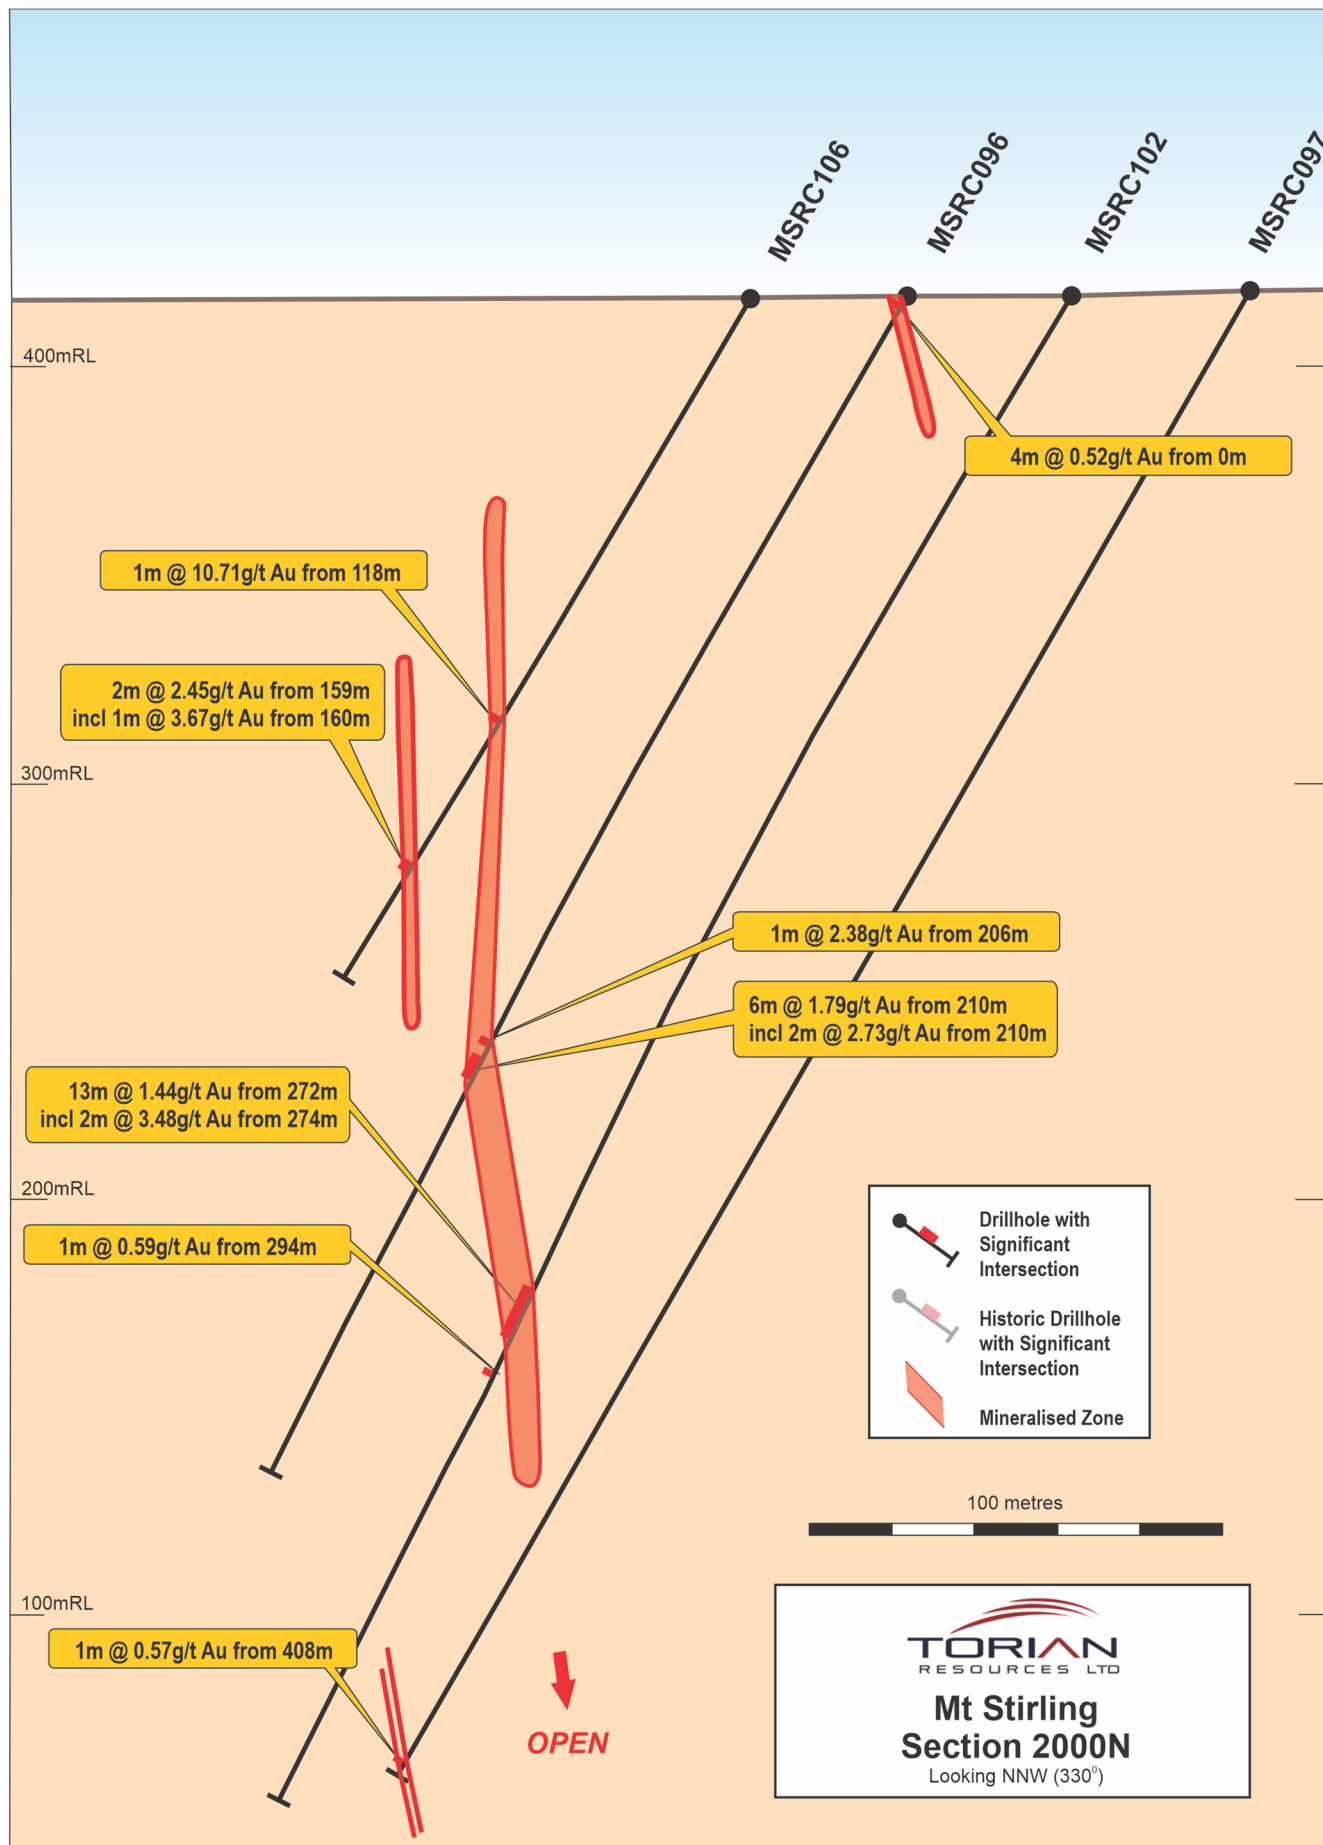 MSRC106
MSRC096
MSRC102
MSRC097
400mRL
4m @ 0.52g/t Au from 0m
1m @ 10.71g/t Au from 118m
2m @ 2.45g/t Au from 159m
incl 1m @ 3.67g/t Au from 160m
300mRL
1m @ 2.38g/t Au from 206m
6m @ 1.79g/t Au from 210m
incl 2m @ 2.73g/t Au from 210m
13m @ 1.44g/t Au from 272m
incl 2m @ 3.48g/t Au from 274m
200mRL
1m @ 0.59g/t Au from 294m
Drillhole with
Significant
Intersection
Historic Drillhole
with Significant
Intersection
Mineralised Zone
100 metres
100mRL
1m @ 0.57g/t Au from 408m
OPEN
TORIAN
RESOURCES LTD
Mt Stirling
Section 2000N
Looking NNW (330⁰)